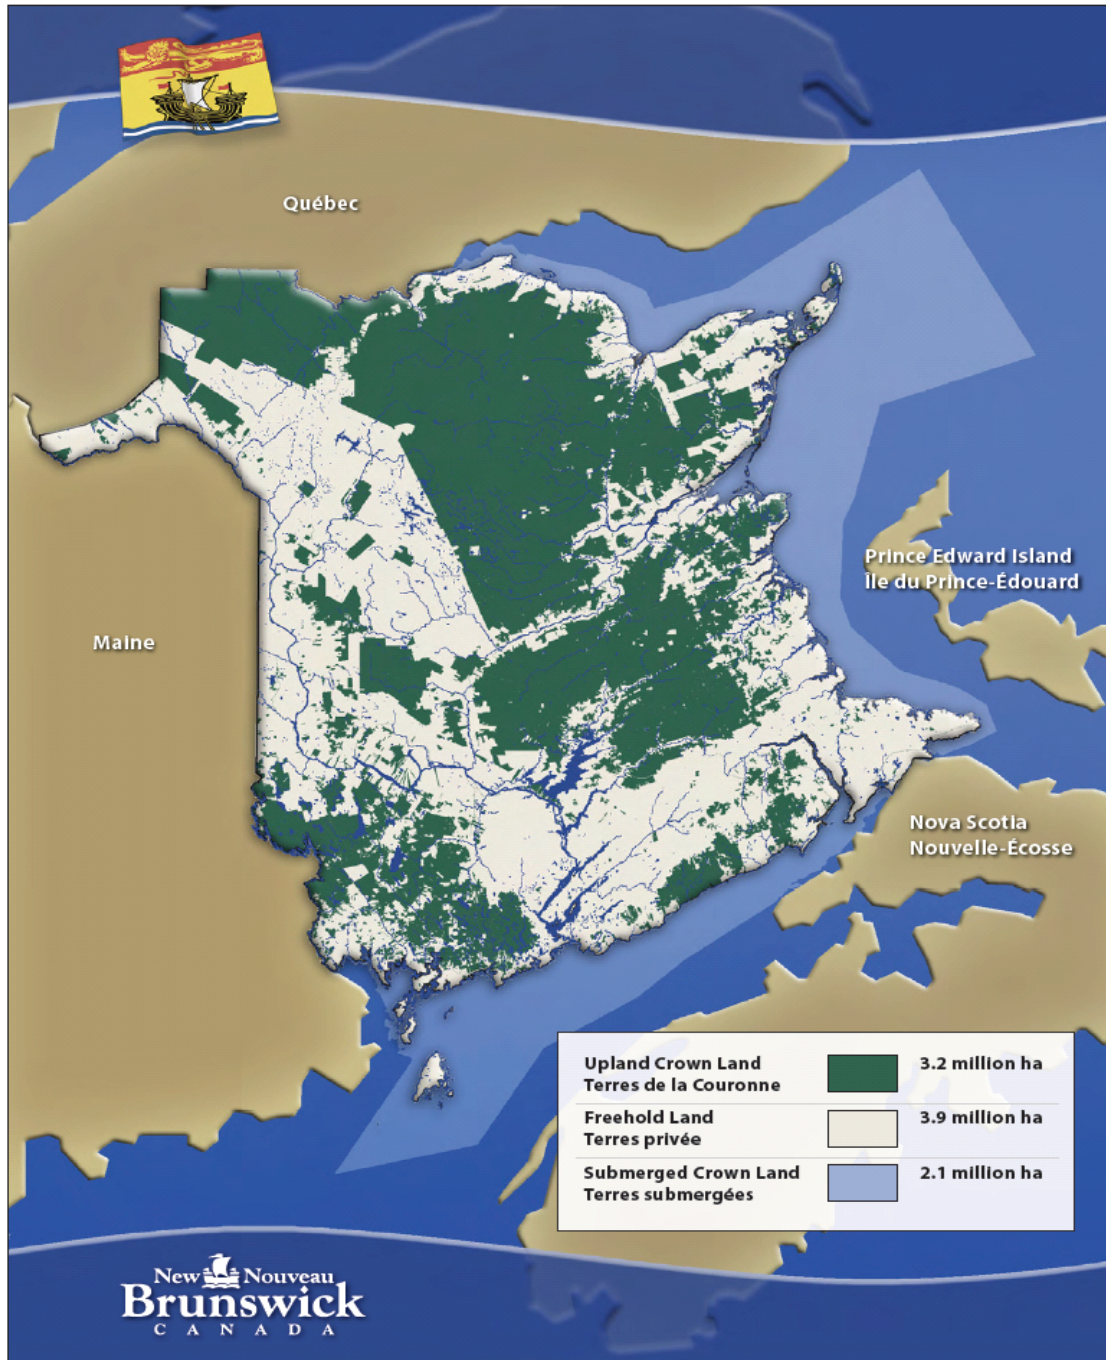 Québec
Prince Edward Island
Île du Prince-Édouard
Maine
Nova Scotia
Nouvelle-Écosse
Upland Crown Land
Terres de la Couronne
3.2 million ha
Freehold Land
Terres privée
3.9 million ha
Submerged Crown Land
Terres submergées
2.1 million ha
New Nouveau
Brunswick
CANADA